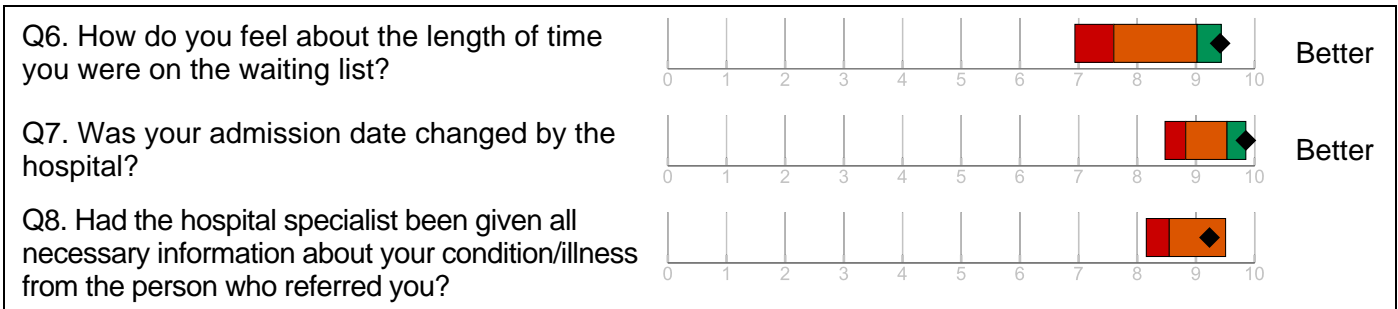 Q6. How do you feel about the length of time
you were on the waiting list?
0 1 2 3 4 5 6 7 8 9 10
Better
Q7. Was your admission date changed by the
hospital?
0 1 2 3 4 5 6 7 8 9 10
Better
Q8. Had the hospital specialist been given all
necessary information about your condition/illness
from the person who referred you?
0 1 2 3 4 5 6 7 8 9 10